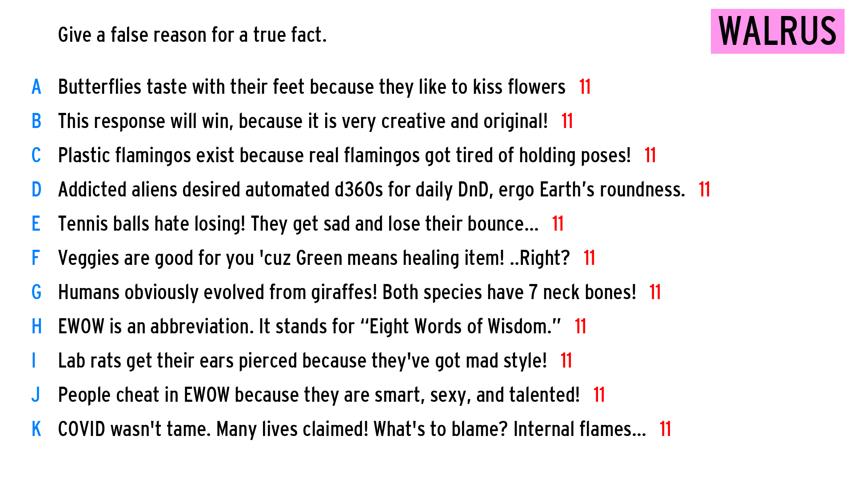 Give a false reason for a true fact.
WALRUS
A Butterflies taste with their feet because they like to kiss flowers 11
B This response will win, because it is very creative and original! 11
C Plastic flamingos exist because real flamingos got tired of holding poses! 11
D Addicted aliens desired automated d360s for daily DnD, ergo Earth's roundness. 11
E Tennis balls hate losing! They get sad and lose their bounce... 11
F Veggies are good for you 'cuz Green means healing item! ..Right? 11
G Humans obviously evolved from giraffes! Both species have 7 neck bones! 11
H EWOW is an abbreviation. It stands for “Eight Words of Wisdom.” 11
I Lab rats get their ears pierced because they've got mad style! 11
J People cheat in EWOW because they are smart, sexy, and talented! 11
K COVID wasn't tame. Many lives claimed! What's to blame? Internal flames... 11